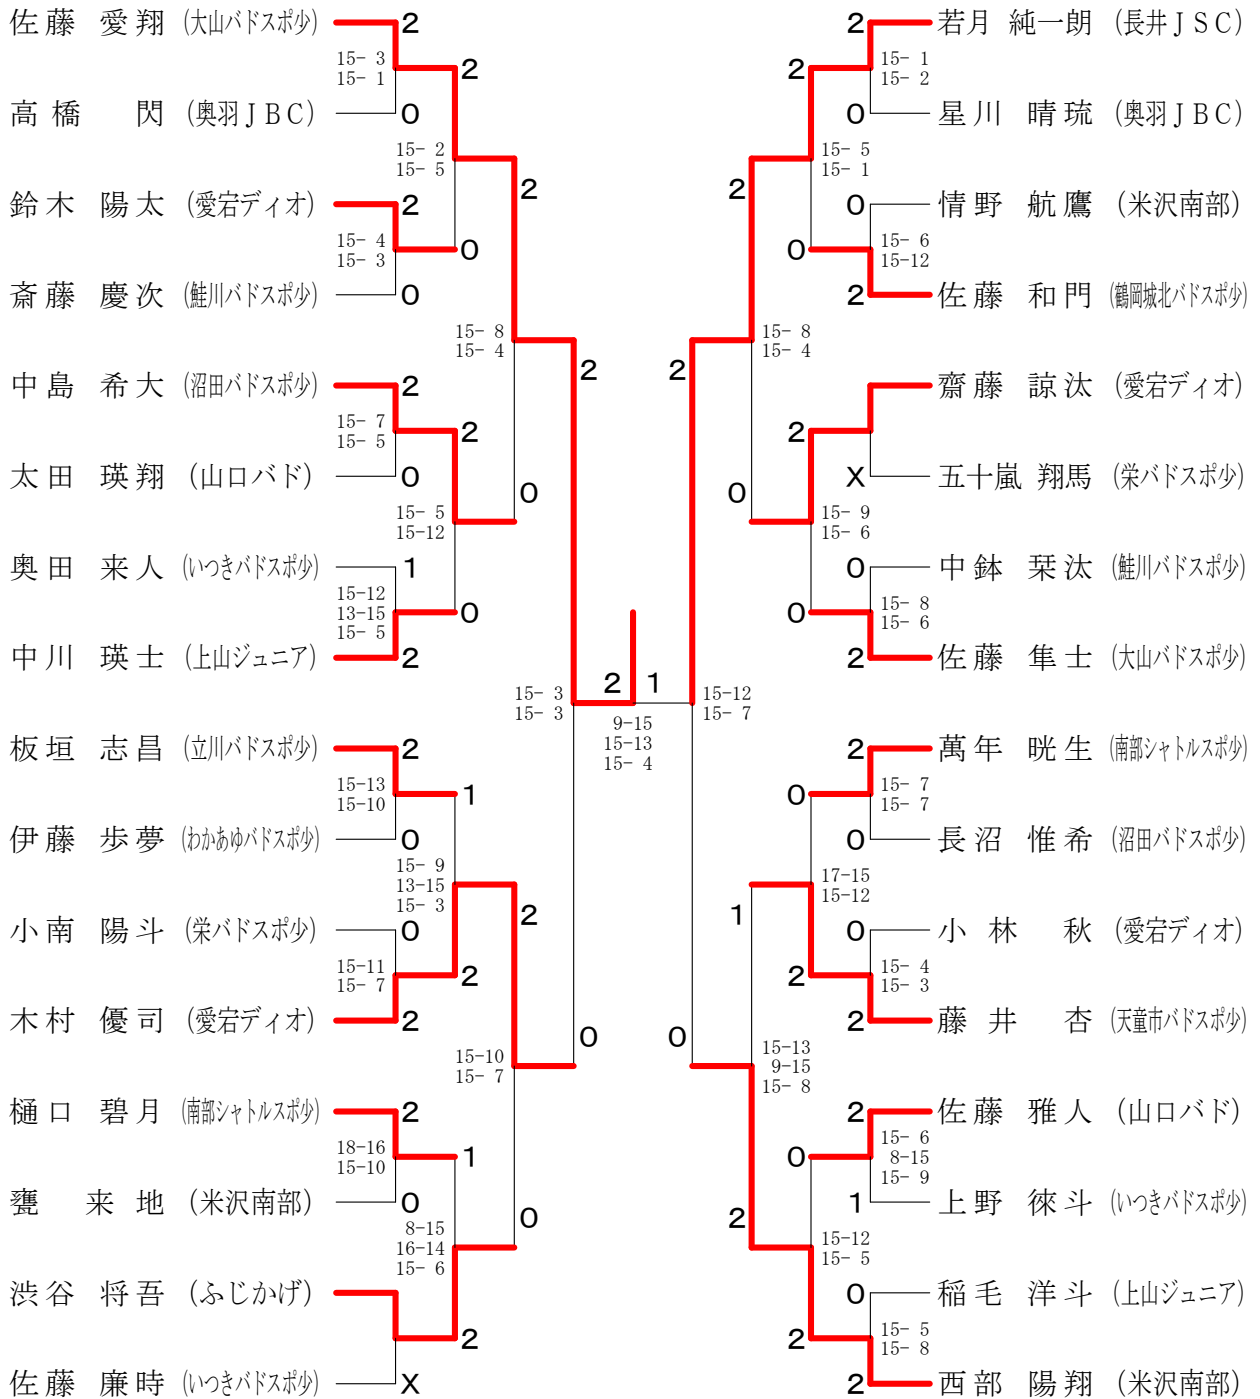 佐藤 愛翔 (大山バドスポ少) 2
15- 3
15- 1
2
高橋 閃 (奥羽JBC) 0
15- 2
15- 5
2
鈴木 陽太 (愛宕ディオ) 2
15- 4
15- 3
0
斎藤 慶次 (鮭川バドスポ少) 0
15- 8
15- 4
2
中島 希大 (沼田バドスポ少) 2
15- 7
15- 5
2
太田 瑛翔 (山口バド) 0
15- 5
15-12
0
奥田 来人 (いつきバドスポ少) 1
15-12
13-15
15- 5
0
中川 瑛士 (上山ジュニア) 2
15- 3
15- 3
2 1
9-15
15-13
15- 4
板垣 志昌 (立川バドスポ少) 2
15-13
15-10
1
伊藤 歩夢 (わかあゆバドスポ少) 0
15- 9
13-15
15- 3
2
小南 陽斗 (栄バドスポ少) 0
15-11
15- 7
2
木村 優司 (愛宕ディオ) 2
15-10
15- 7
0
樋口 碧月 (南部シャトルスポ少) 2
18-16
15-10
1
甕 来地 (米沢南部) 0
8-15
16-14
15- 6
0
渋谷 将吾 (ふじかげ)
2
佐藤 廉時 (いつきバドスポ少) X
2 若月 純一朗 (長井JSC)
15- 1
15- 2
2
0 星川 晴琉 (奥羽JBC)
15- 5
15- 1
2
0 情野 航鷹 (米沢南部)
15- 6
15-12
0
2 佐藤 和門 (鶴岡城北バドスポ少)
15- 8
15- 4
2
齋藤 諒汰 (愛宕ディオ)
2
X 五十嵐 翔馬 (栄バドスポ少)
15- 9
15- 6
0
0 中鉢 栞汰 (鮭川バドスポ少)
15- 8
15- 6
0
2 佐藤 隼士 (大山バドスポ少)
15-12
15- 7
2 萬年 晄生 (南部シャトルスポ少)
15- 7
15- 7
0
0 長沼 惟希 (沼田バドスポ少)
17-15
15-12
1
0 小林 秋 (愛宕ディオ)
15- 4
15- 3
2
2 藤井 杏 (天童市バドスポ少)
15-13
9-15
15- 8
0
2 佐藤 雅人 (山口バド)
15- 6
8-15
15- 9
0
1 上野 徠斗 (いつきバドスポ少)
15-12
15- 5
2
0 稲毛 洋斗 (上山ジュニア)
15- 5
15- 8
2
2 西部 陽翔 (米沢南部)